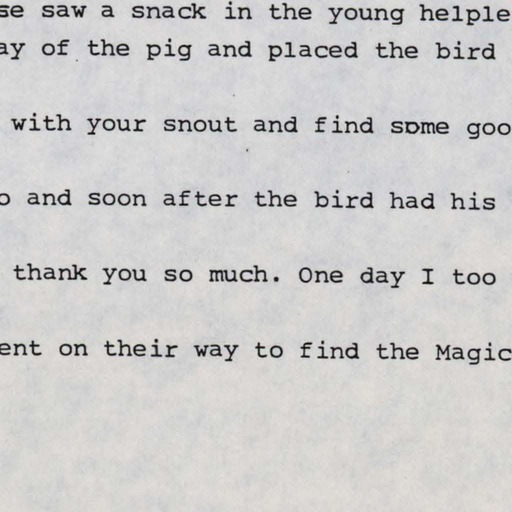 se saw a snack in the young helple
ay of the pig and placed the bird
with your snout and find some goo
o and soon after the bird had his
thank you so much. One day I too
ent on their way to find the Magic